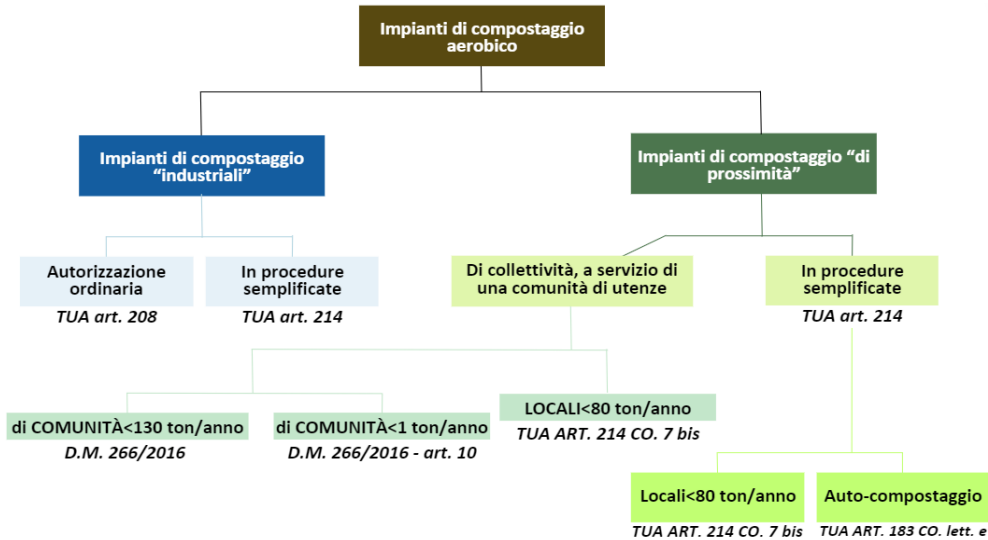 Impianti di compostaggio
aerobico
Impianti di compostaggio
“industriali”
Impianti di compostaggio “di
prossimità”
Autorizzazione
ordinaria
TUA art. 208
In procedure
semplificate
TUA art. 214
Di collettività, a servizio di
una comunità di utenze
In procedure
semplificate
TUA art. 214
di COMUNITÀ<130 ton/anno
D.M. 266/2016
di COMUNITÀ<1 ton/anno
D.M. 266/2016 - art. 10
LOCALI<80 ton/anno
TUA ART. 214 CO. 7 bis
Locali<80 ton/anno
TUA ART. 214 CO. 7 bis
Auto-compostaggio
TUA ART. 183 CO. lett. e